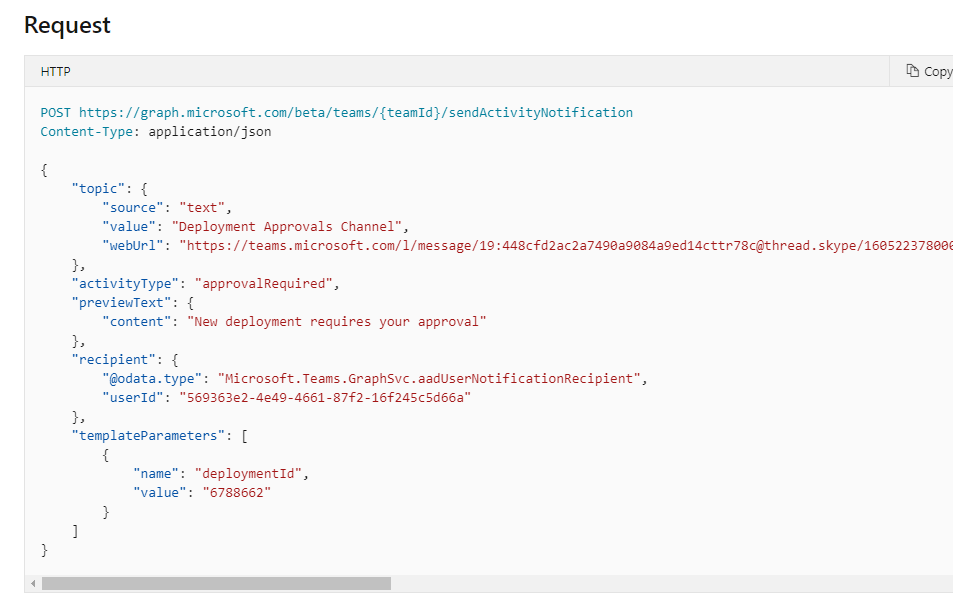 Request
HTTP
Copy
POST https://graph.microsoft.com/beta/teams/{teamId}/sendActivityNotification
Content-Type: application/json
{
    "topic": {
        "source": "text",
        "value": "Deployment Approvals Channel",
        "webUrl": "https://teams.microsoft.com/l/message/19:448cfd2ac2a7490a9084a9ed14cttr78c@thread.skype/160522378000
    },
    "activityType": "approvalRequired",
    "previewText": {
        "content": "New deployment requires your approval"
    },
    "recipient": {
        "@odata.type": "Microsoft.Teams.GraphSvc.aadUserNotificationRecipient",
        "userId": "569363e2-4e49-4661-87f2-16f245c5d66a"
    },
    "templateParameters": [
        {
            "name": "deploymentId",
            "value": "6788662"
        }
    ]
}